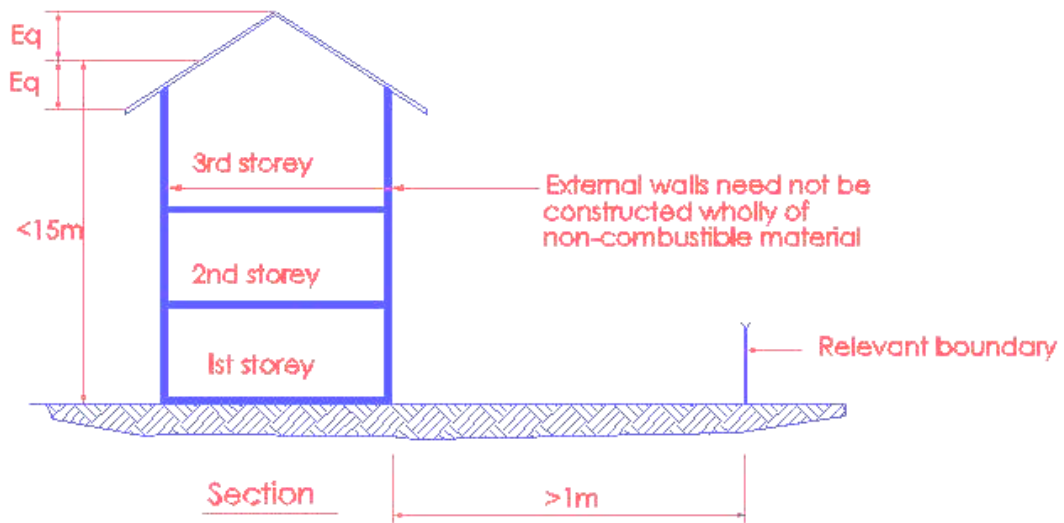 Eq
Eq
3rd storey
External walls need not be
constructed wholly of
non-combustible material
<15m
2nd storey
Relevant boundary
1st storey
Section
>1m